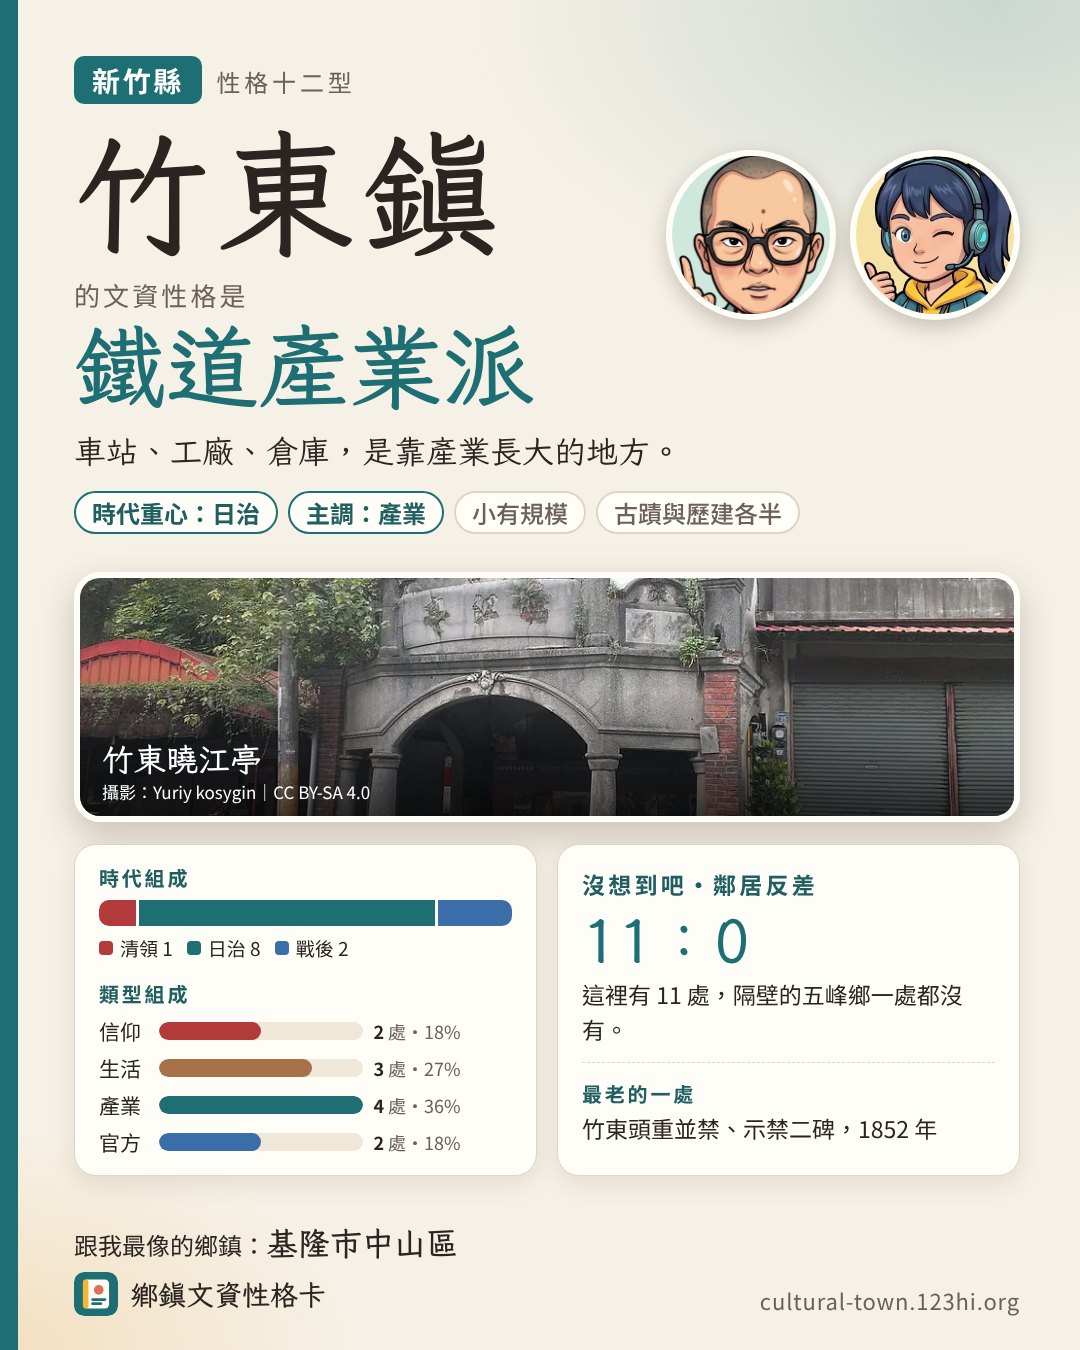 新竹縣 性格十二型
竹東鎮
的文資性格是
鐵道產業派
車站、工廠、倉庫，是靠產業長大的地方。
時代重心：日治 主調：產業 小有規模 古蹟與歷建各半
竹東曉江亭
攝影：Yuriy kosygin｜CC BY-SA 4.0
時代組成
清領 1 日治 8 戰後 2
類型組成
信仰 2 處・18%
生活 3 處・27%
產業 4 處・36%
官方 2 處・18%
沒想到吧・鄰居反差
11：0
這裡有 11 處，隔壁的五峰鄉一處都沒
有。
最老的一處
竹東頭重並禁、示禁二碑，1852 年
跟我最像的鄉鎮：基隆市中山區
鄉鎮文資性格卡
cultural-town.123hi.org